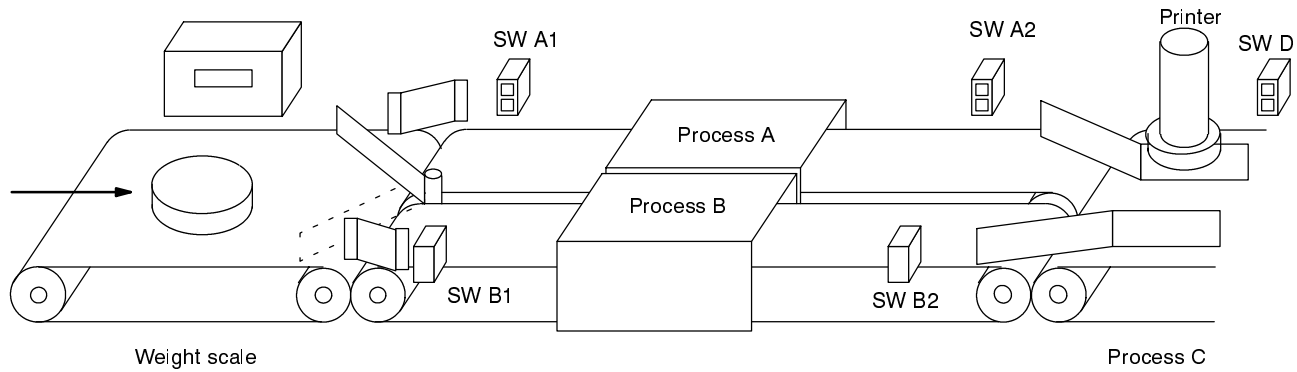 Printer
SW A1
SW A2
SW D
Process A
Process B
SW B1
SW B2
Weight scale
Process C